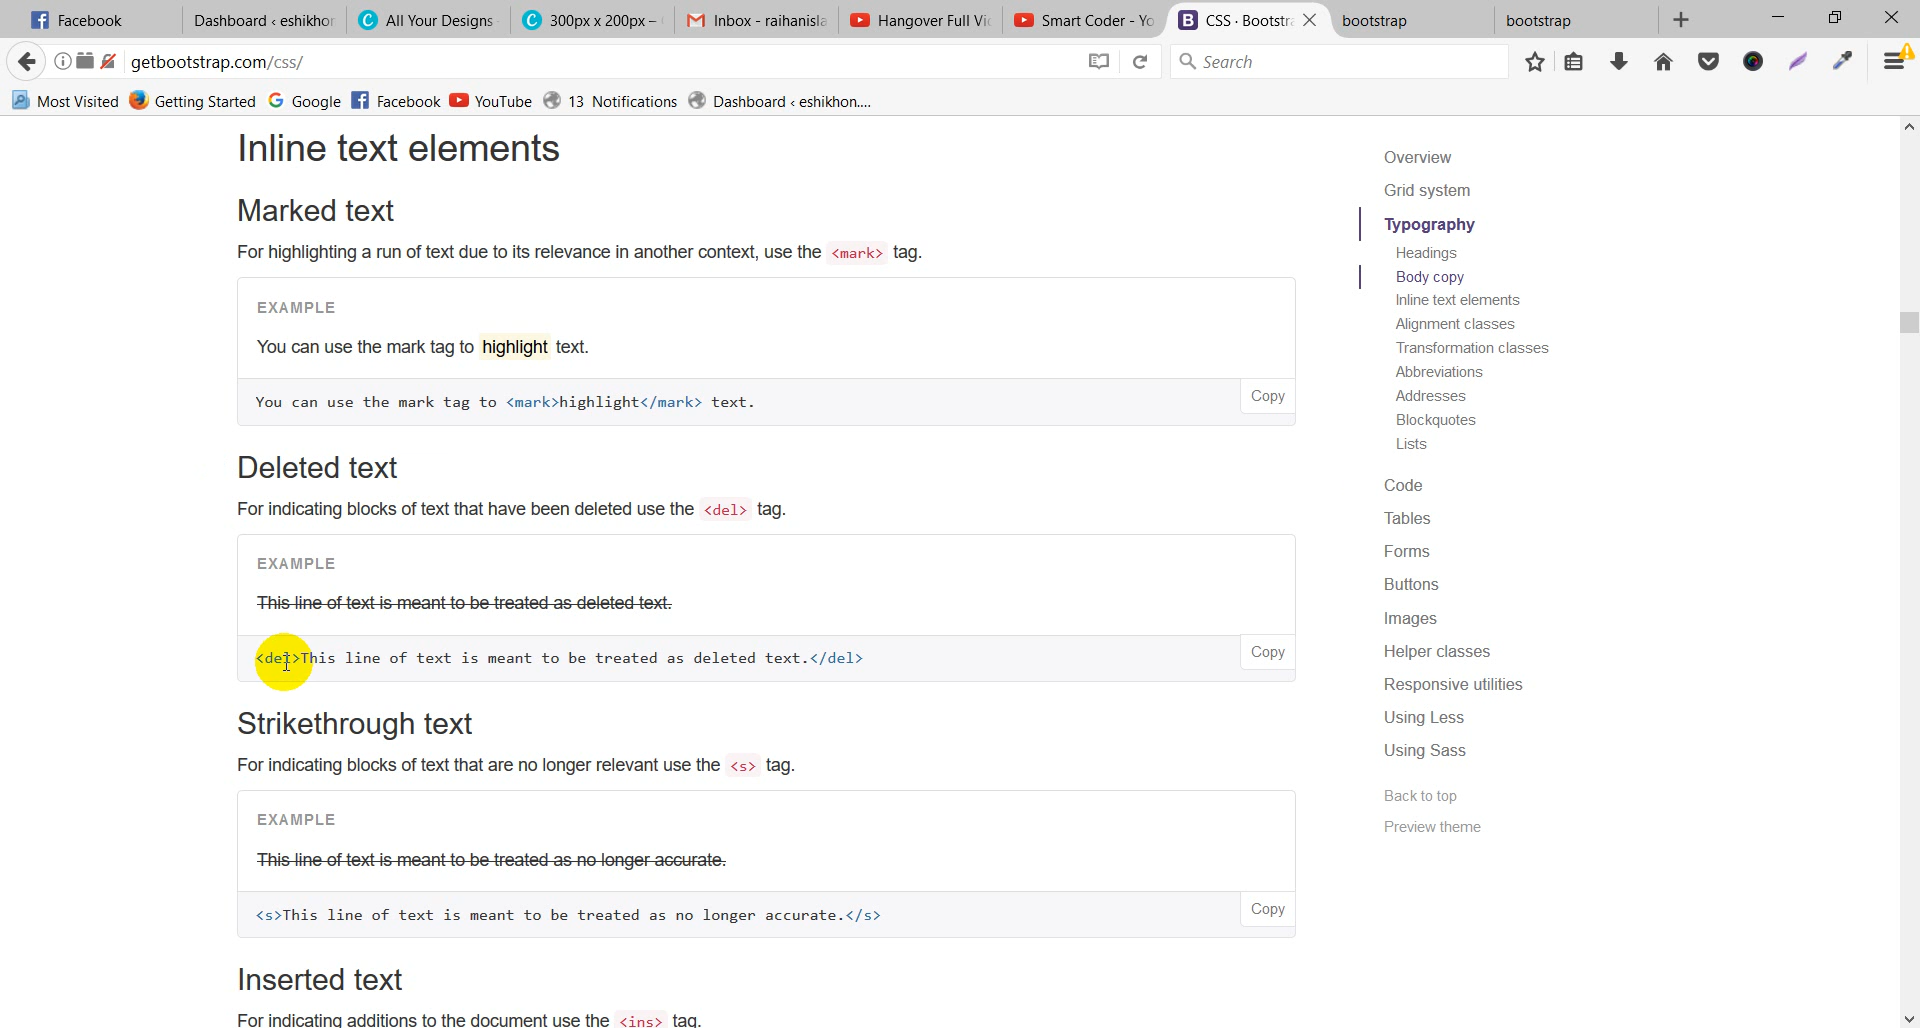 Facebook
Dashboard ‹ eshikhon
All Your Designs
300px x 200px –
Inbox - raihanisla
Hangover Full Vi
Smart Coder - Yo
CSS · Bootstr
bootstrap
bootstrap
getbootstrap.com/css/
Search
Most Visited
Getting Started
Google
Facebook
YouTube
13 Notifications
Dashboard ‹ eshikhon....
Inline text elements
Marked text
For highlighting a run of text due to its relevance in another context, use the <mark> tag.
EXAMPLE
You can use the mark tag to highlight text.
You can use the mark tag to <mark>highlight</mark> text.
Copy
Deleted text
For indicating blocks of text that have been deleted use the <del> tag.
EXAMPLE
This line of text is meant to be treated as deleted text.
<del>This line of text is meant to be treated as deleted text.</del>
Copy
Strikethrough text
For indicating blocks of text that are no longer relevant use the <s> tag.
EXAMPLE
This line of text is meant to be treated as no longer accurate.
<s>This line of text is meant to be treated as no longer accurate.</s>
Copy
Inserted text
For indicating additions to the document use the <ins> tag.
Overview
Grid system
Typography
Headings
Body copy
Inline text elements
Alignment classes
Transformation classes
Abbreviations
Addresses
Blockquotes
Lists
Code
Tables
Forms
Buttons
Images
Helper classes
Responsive utilities
Using Less
Using Sass
Back to top
Preview theme